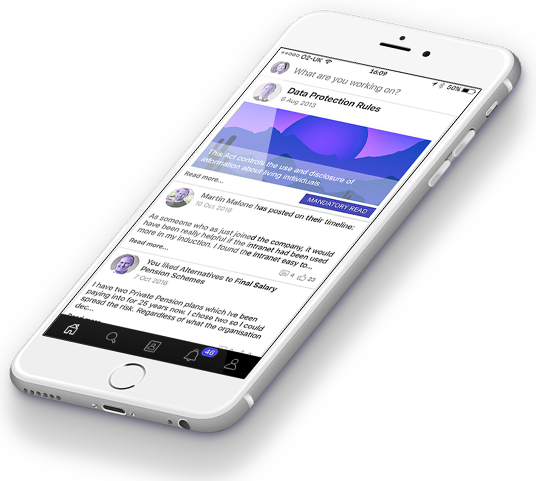 O2-UK 16:09 50%
What are you working on?
Data Protection Rules
6 Aug 2013
This Act controls the use and disclosure of
information about living individuals.
Read more...
MANDATORY READ
Martin Malone has posted on their timeline:
10 Oct 2016
As someone who as just joined the company, it would
have been really helpful if the intranet had been used
more in my induction. I found the intranet easy to...
Read more...
4 23
You liked Alternatives to Final Salary
Pension Schemes
7 Oct 2016
I have two Private Pension plans which ive been
paying into for 25 years now. I chose two so I could
spread the risk. Regardless of what the organisation
dec...
46